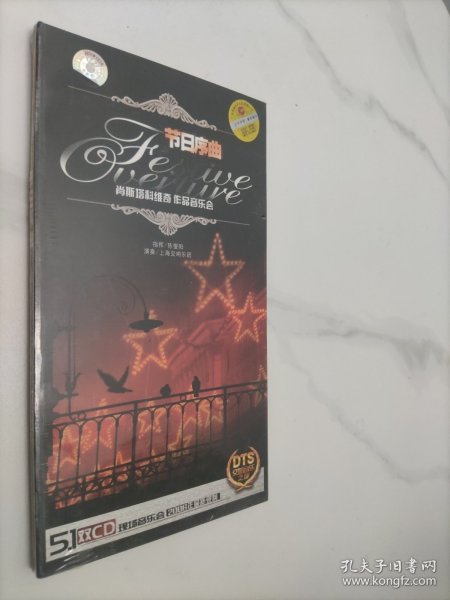 节日序曲
Festive
Overture
肖斯塔科维奇 作品音乐会
指挥/陈燮阳
演奏/上海交响乐团
DTS
5.1 双CD 现场音乐会
孔夫子旧书网
www.kongfz.com